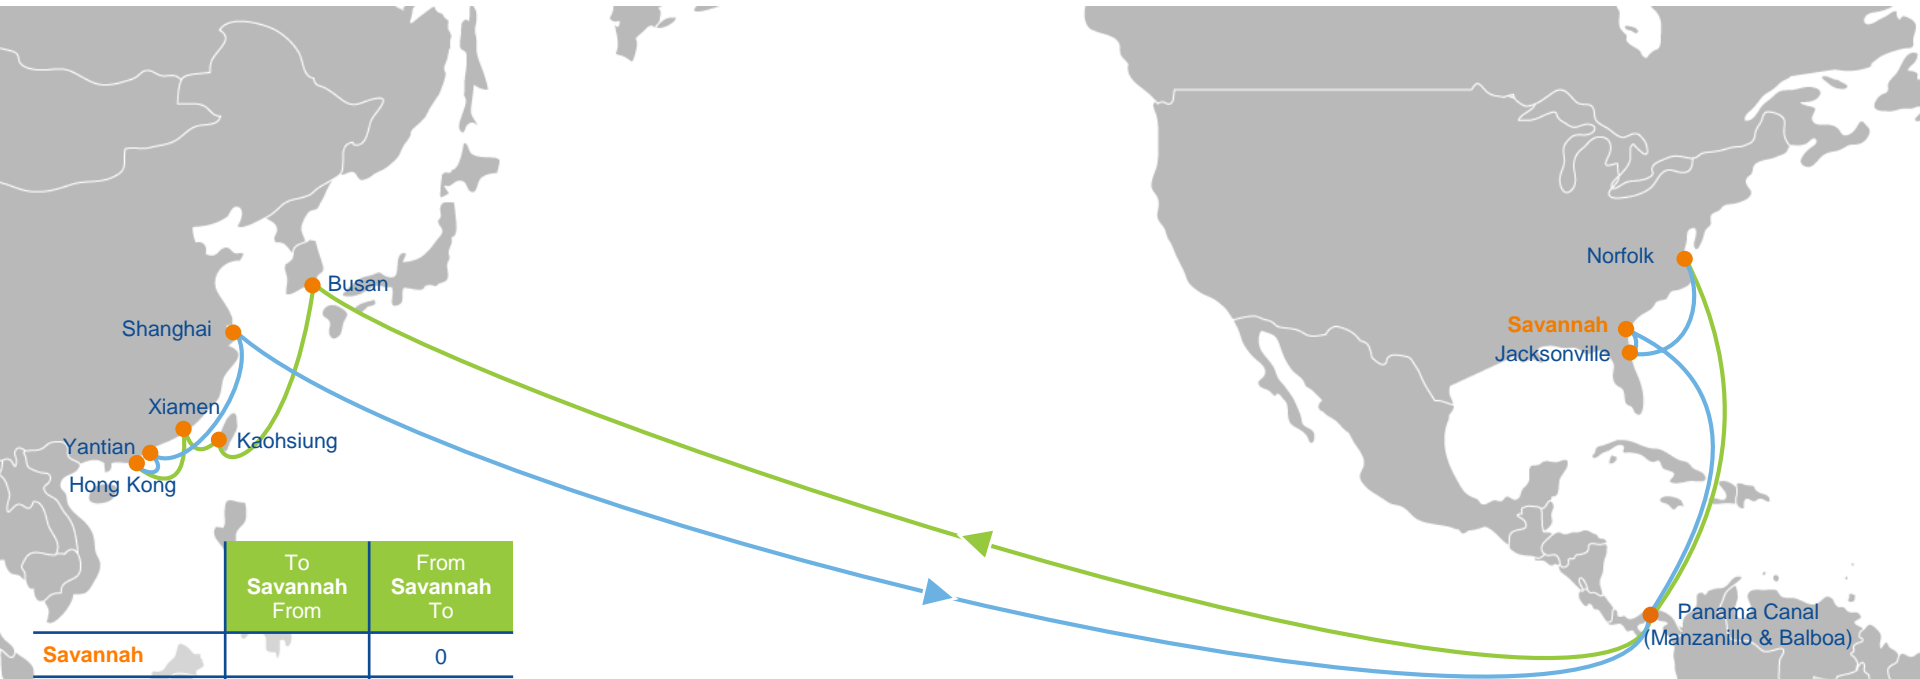 Norfolk
Busan
Savannah
Shanghai
Jacksonville
Xiamen
Kaohsiung
Yantian
Hong Kong
To
Savannah
From
From
Savannah
To
Panama Canal
(Manzanillo & Balboa)
Savannah 0